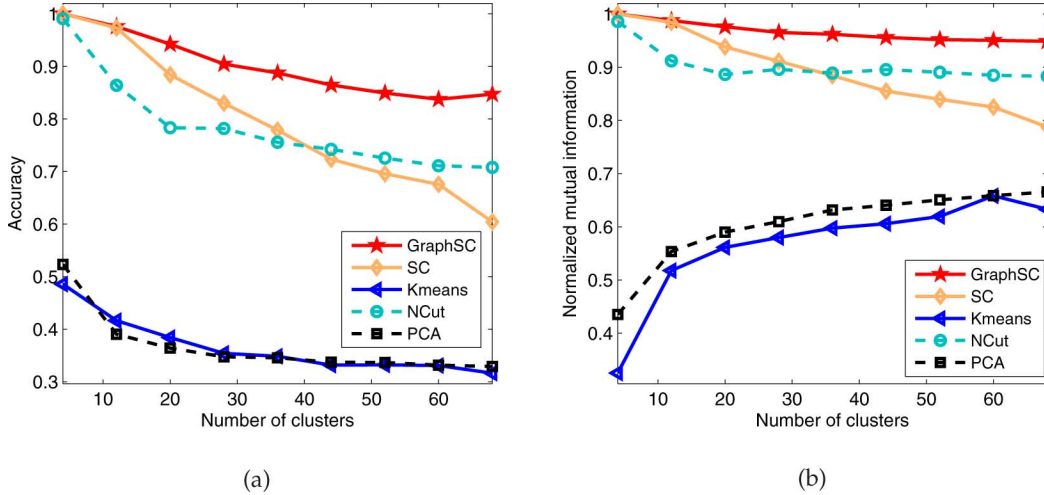 1
0.9
0.8
0.7
0.6
0.5
0.4
0.3
Accuracy
GraphSC
SC
Kmeans
NCut
PCA
10 20 30 40 50 60
Number of clusters
(a)
1
0.9
0.8
0.7
0.6
0.5
0.4
Normalized mutual information
GraphSC
SC
Kmeans
NCut
PCA
10 20 30 40 50 60
Number of clusters
(b)